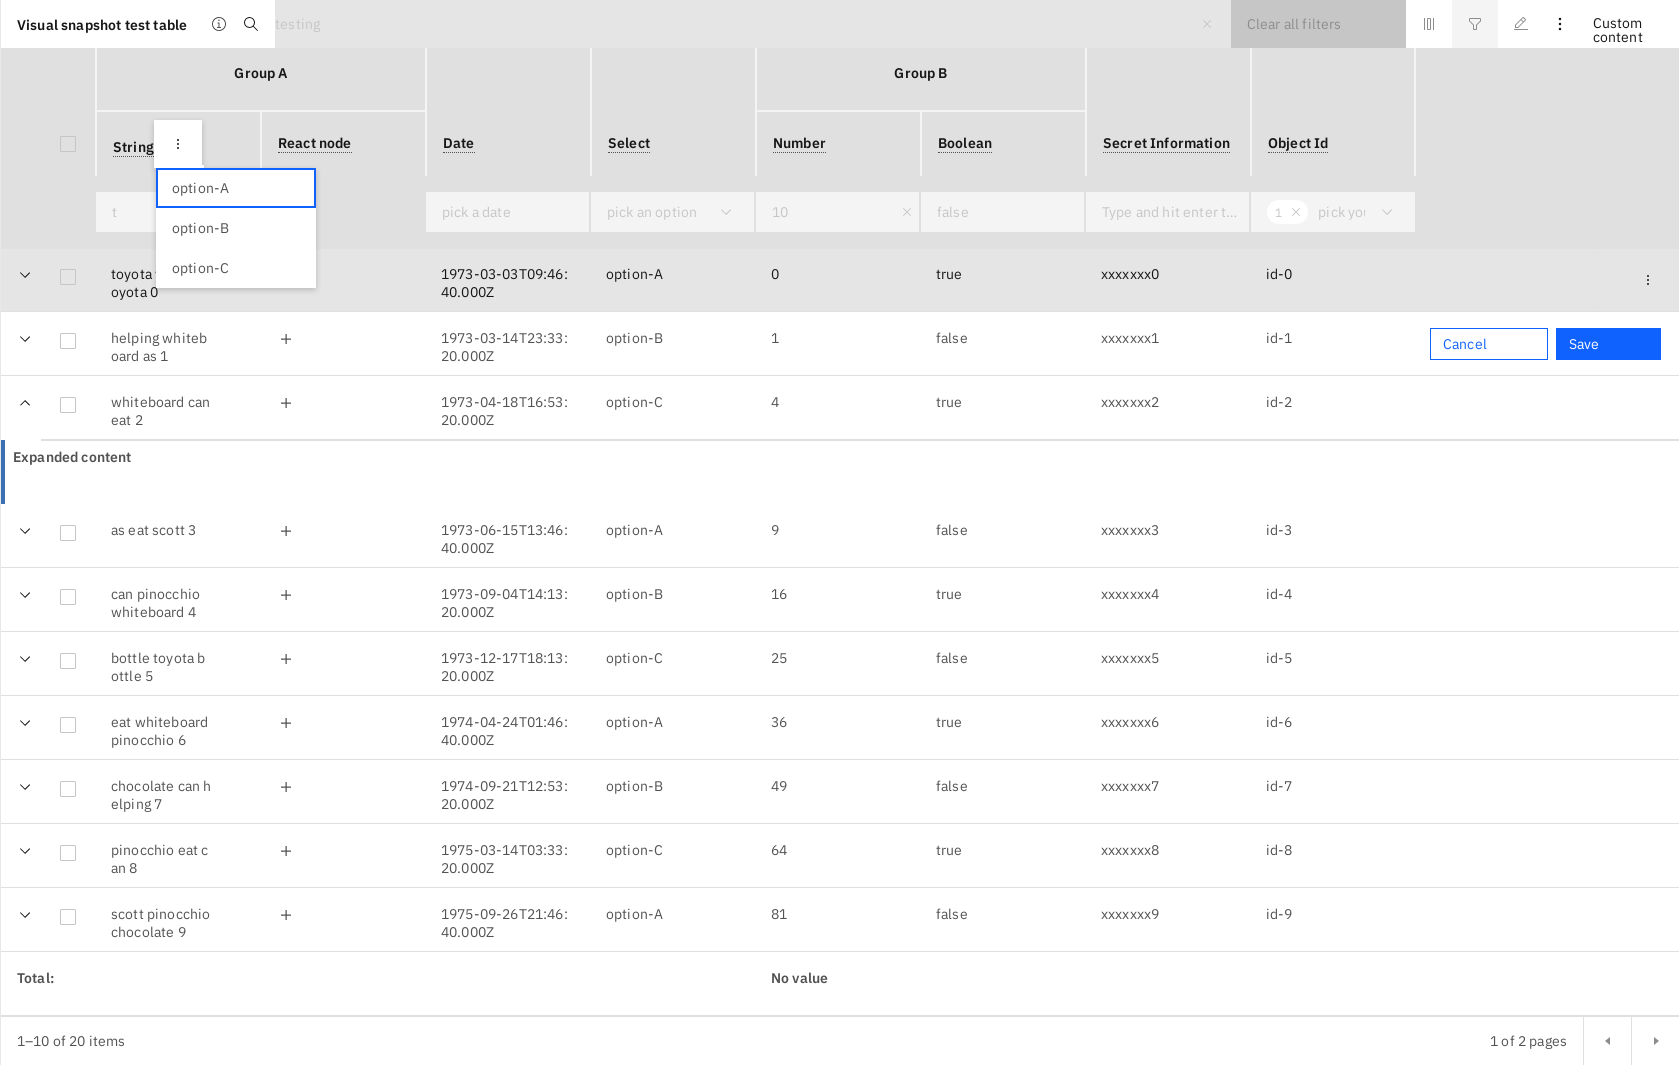 Visual snapshot test table
testing
Clear all filters
Custom
content
Group A
Group B
String
React node
Date
Select
Number
Boolean
Secret Information
Object Id
option-A
option-B
option-C
t
pick a date
pick an option
10
false
Type and hit enter t...
1
pick you
toyota
oyota 0
1973-03-03T09:46:
40.000Z
option-A
0
true
xxxxxxx0
id-0
helping whiteb
oard as 1
1973-03-14T23:33:
20.000Z
option-B
1
false
xxxxxxx1
id-1
Cancel
Save
whiteboard can
eat 2
1973-04-18T16:53:
20.000Z
option-C
4
true
xxxxxxx2
id-2
Expanded content
as eat scott 3
1973-06-15T13:46:
40.000Z
option-A
9
false
xxxxxxx3
id-3
can pinocchio
whiteboard 4
1973-09-04T14:13:
20.000Z
option-B
16
true
xxxxxxx4
id-4
bottle toyota b
ottle 5
1973-12-17T18:13:
20.000Z
option-C
25
false
xxxxxxx5
id-5
eat whiteboard
pinocchio 6
1974-04-24T01:46:
40.000Z
option-A
36
true
xxxxxxx6
id-6
chocolate can h
elping 7
1974-09-21T12:53:
20.000Z
option-B
49
false
xxxxxxx7
id-7
pinocchio eat c
an 8
1975-03-14T03:33:
20.000Z
option-C
64
true
xxxxxxx8
id-8
scott pinocchio
chocolate 9
1975-09-26T21:46:
40.000Z
option-A
81
false
xxxxxxx9
id-9
Total:
No value
1–10 of 20 items
1 of 2 pages